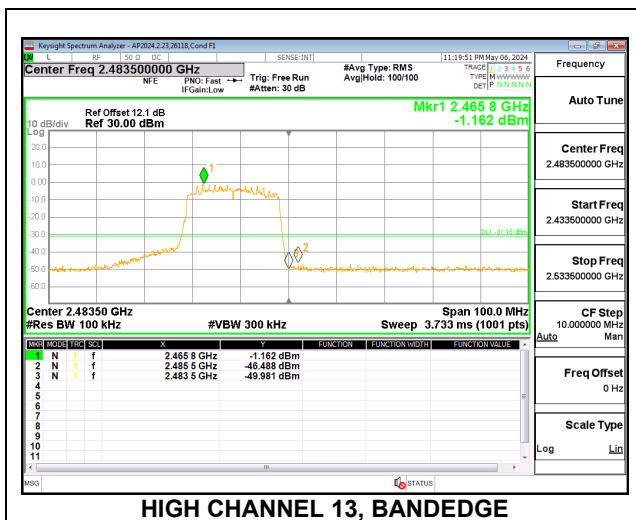 Keysight Spectrum Analyzer - AP2024.2.23,26118,Cond F1
L RF 50 Ω DC SENSE:INT 11:19:51 PM May 06, 2024
Center Freq 2.483500000 GHz
NFE
PNO: Fast
IFGain:Low
Trig: Free Run
#Atten: 30 dB
#Avg Type: RMS
Avg|Hold: 100/100
TRACE 1 2 3 4 5 6
TYPE M W W W W W
DET P N N N N N
Ref Offset 12.1 dB
10 dB/div Ref 30.00 dBm
Log
Mkr1 2.465 8 GHz
-1.162 dBm
20.0
10.0
0.00
-10.0
-20.0
-30.0
-40.0
-50.0
-60.0
1
2
DL1 -31.16 dBm
Center 2.48350 GHz Span 100.0 MHz
#Res BW 100 kHz #VBW 300 kHz Sweep 3.733 ms (1001 pts)
MKR MODE TRC SCL X Y FUNCTION FUNCTION WIDTH FUNCTION VALUE
1 N 1 f 2.465 8 GHz -1.162 dBm
2 N 1 f 2.485 5 GHz -46.488 dBm
3 N 1 f 2.483 5 GHz -49.981 dBm
4
5
6
7
8
9
10
11
MSG STATUS
Frequency
Auto Tune
Center Freq
2.483500000 GHz
Start Freq
2.433500000 GHz
Stop Freq
2.533500000 GHz
CF Step
10.000000 MHz
Auto Man
Freq Offset
0 Hz
Scale Type
Log Lin
HIGH CHANNEL 13, BANDEDGE